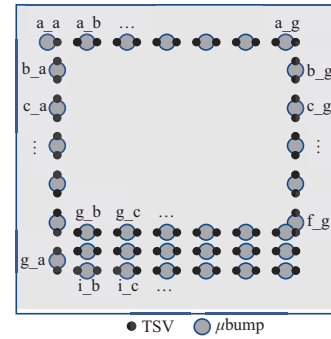 a_a a_b ... a_g
b_a b_g
c_a c_g
⋮ ⋮
g_b g_c ... f_g
g_a
i_b i_c ...
TSV μbump